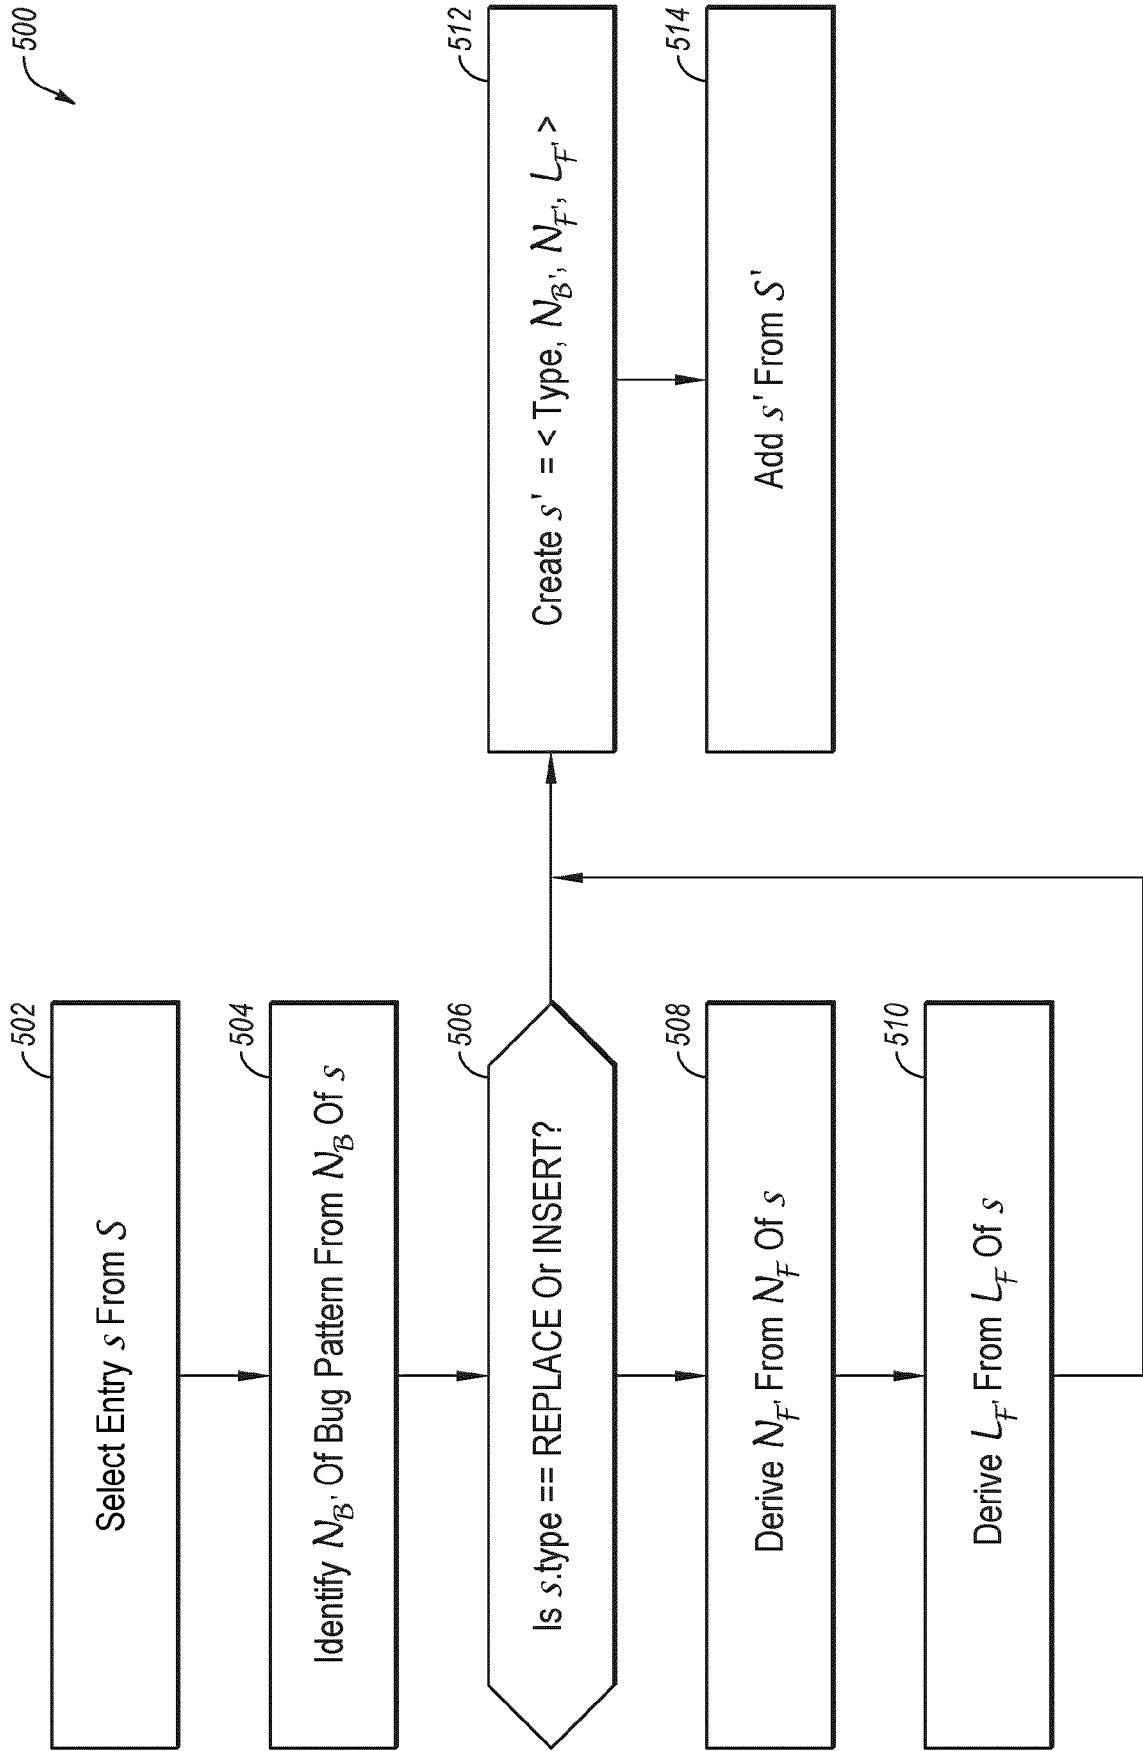 500
502
Select Entry s From S
504
Identify N_B' Of Bug Pattern From N_B Of s
506
Is s.type == REPLACE Or INSERT?
508
Derive N_F' From N_F Of s
510
Derive L_F' From L_F Of s
512
Create s' = < Type, N_B', N_F', L_F' >
514
Add s' From S'